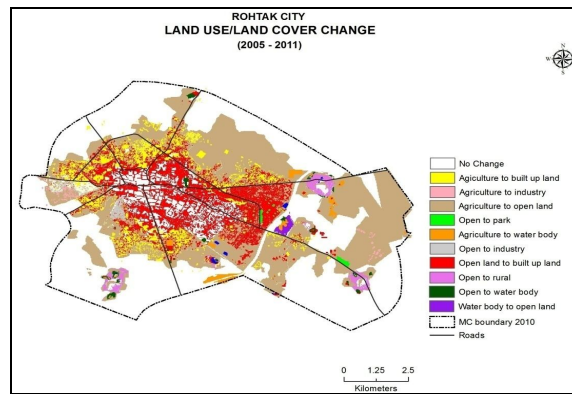 ROHTAK CITY
LAND USE/LAND COVER CHANGE
(2005 - 2011)
N
W
E
S
No Change
Agiculture to built up land
Agriculture to industry
Agriculture to open land
Open to park
Agriculture to water body
Open to industry
Open land to built up land
Open to rural
Open to water body
Water body to open land
MC boundary 2010
Roads
0 1.25 2.5
Kilometers